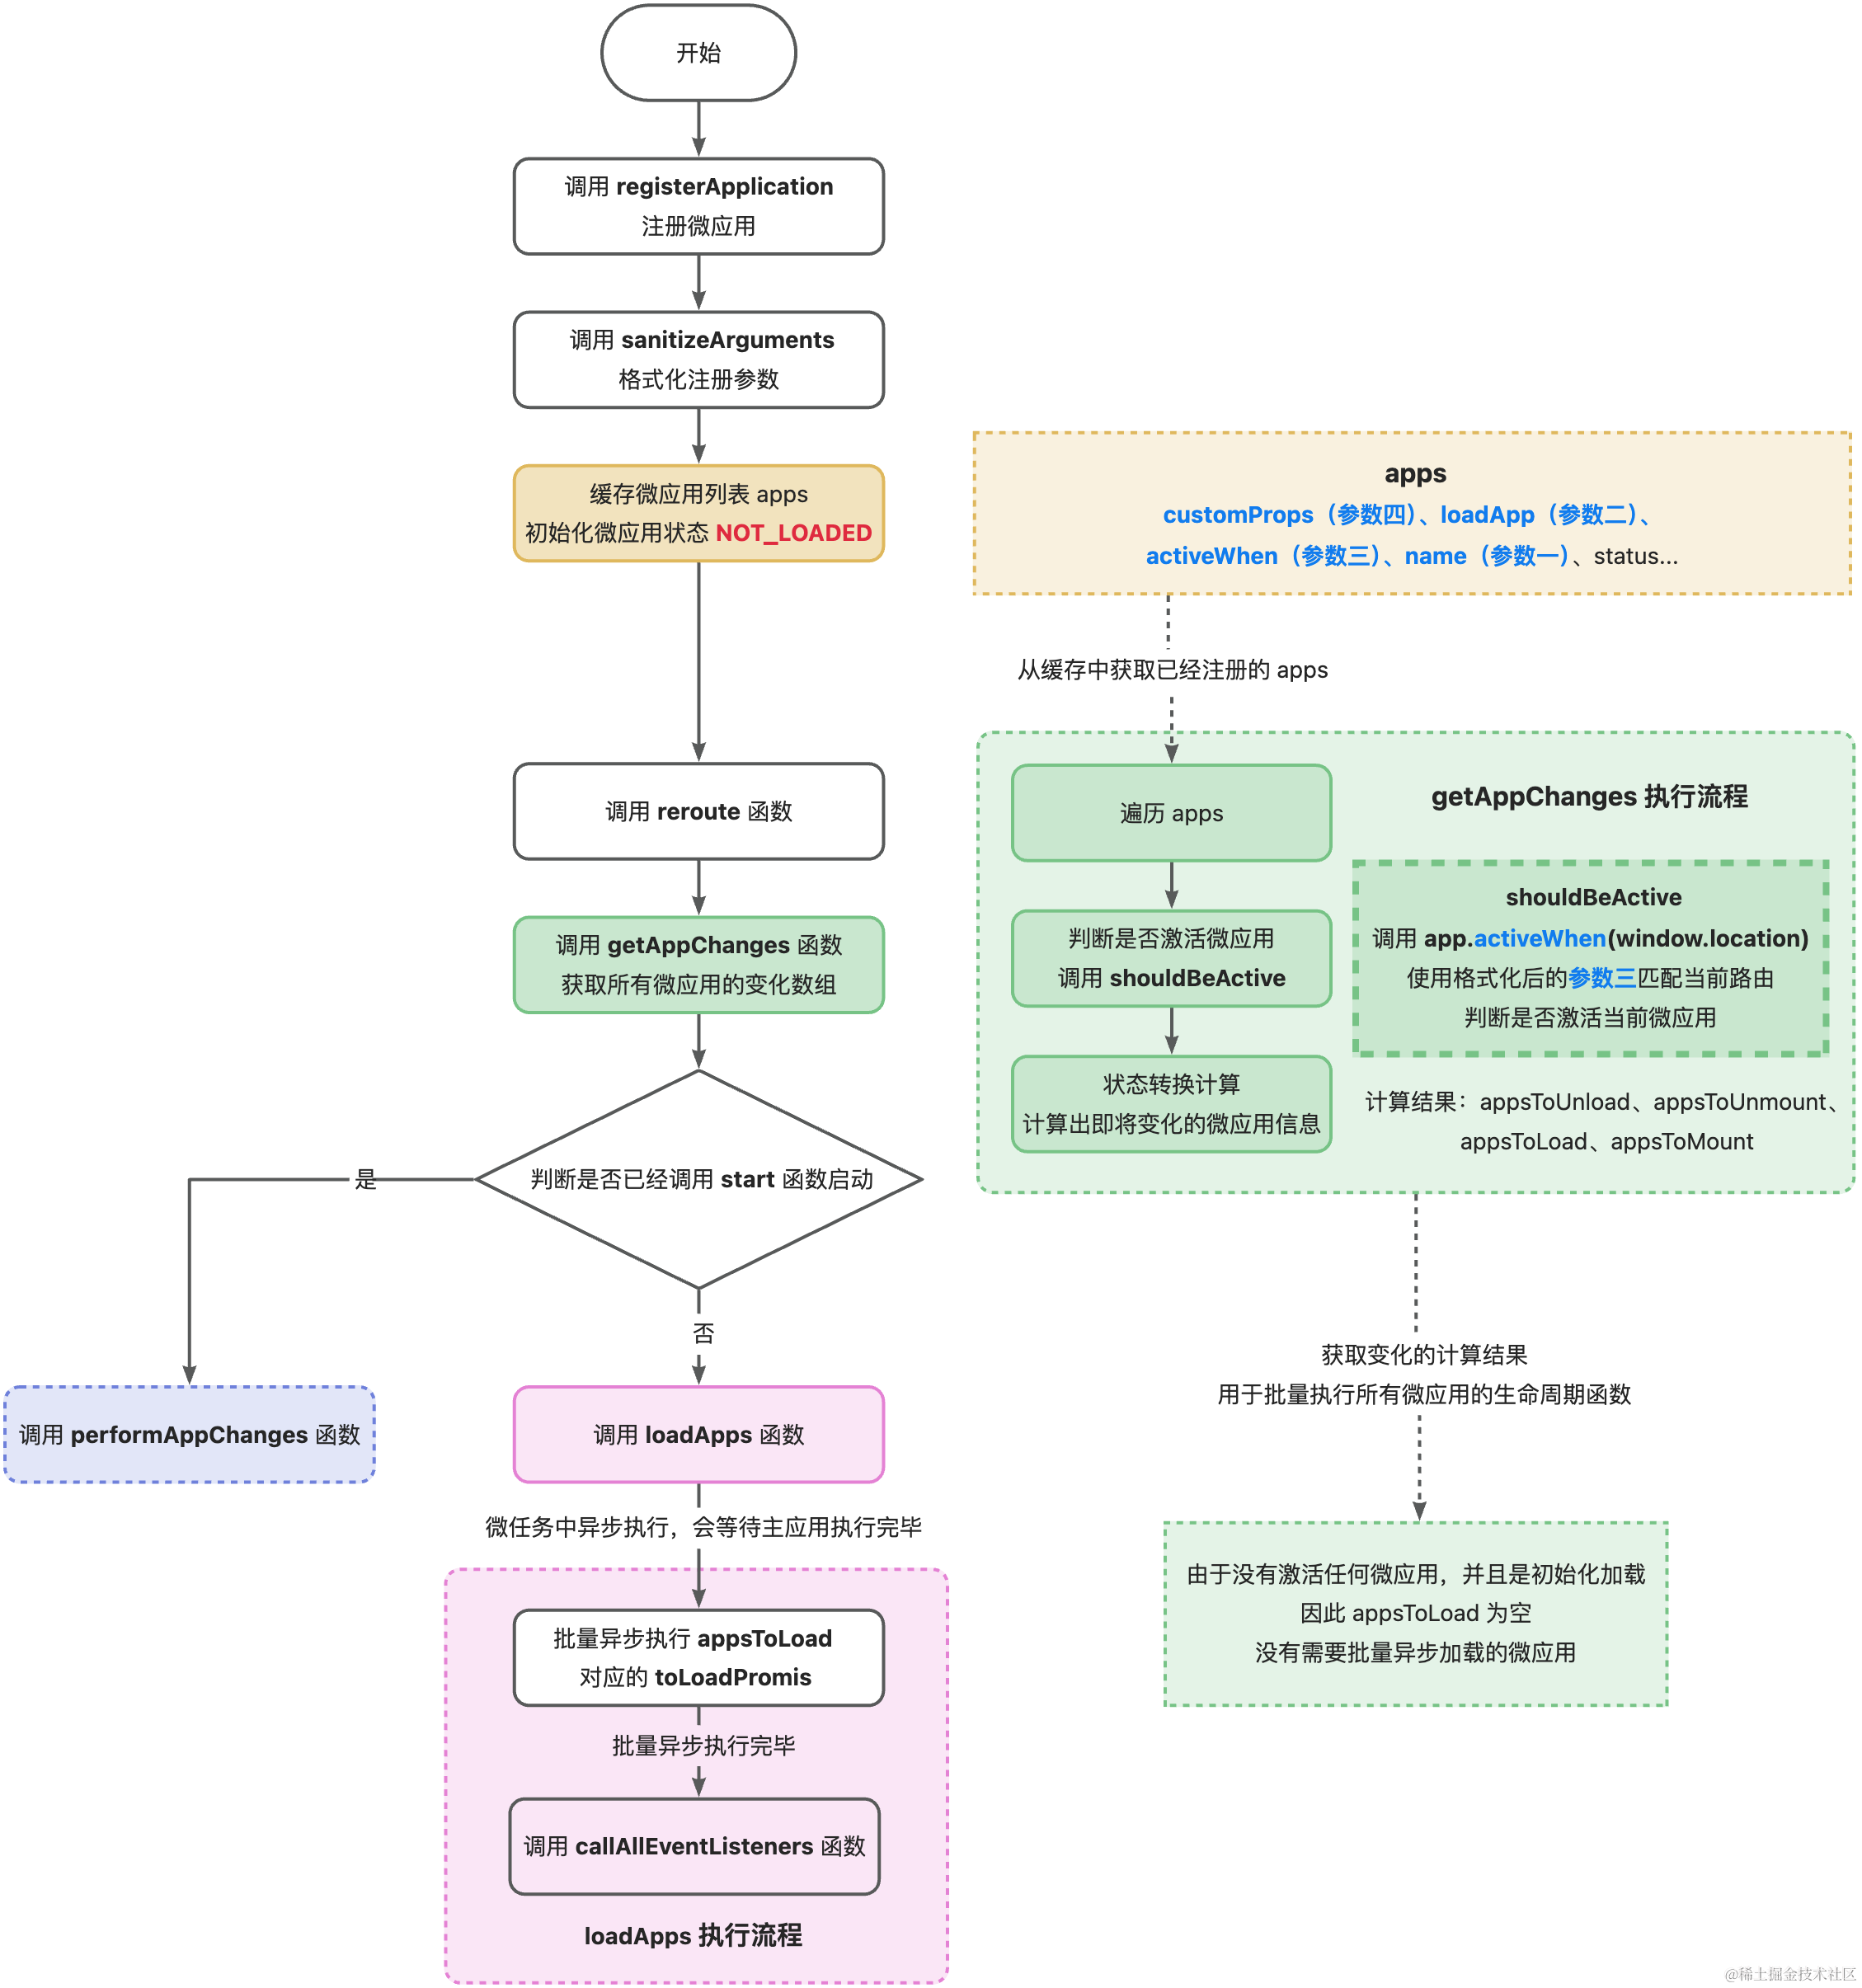 开始
调用 registerApplication
注册微应用
调用 sanitizeArguments
格式化注册参数
缓存微应用列表 apps
初始化微应用状态 NOT_LOADED
调用 reroute 函数
调用 getAppChanges 函数
获取所有微应用的变化数组
判断是否已经调用 start 函数启动
是
否
调用 performAppChanges 函数
调用 loadApps 函数
微任务中异步执行，会等待主应用执行完毕
批量异步执行 appsToLoad
对应的 toLoadPromis
批量异步执行完毕
调用 callAllEventListeners 函数
loadApps 执行流程
apps
customProps（参数四）、loadApp（参数二）、
activeWhen（参数三）、name（参数一）、status...
从缓存中获取已经注册的 apps
遍历 apps
判断是否激活微应用
调用 shouldBeActive
状态转换计算
计算出即将变化的微应用信息
getAppChanges 执行流程
shouldBeActive
调用 app.activeWhen(window.location)
使用格式化后的参数三匹配当前路由
判断是否激活当前微应用
计算结果：appsToUnload、appsToUnmount、
appsToLoad、appsToMount
获取变化的计算结果
用于批量执行所有微应用的生命周期函数
由于没有激活任何微应用，并且是初始化加载
因此 appsToLoad 为空
没有需要批量异步加载的微应用
@稀土掘金技术社区